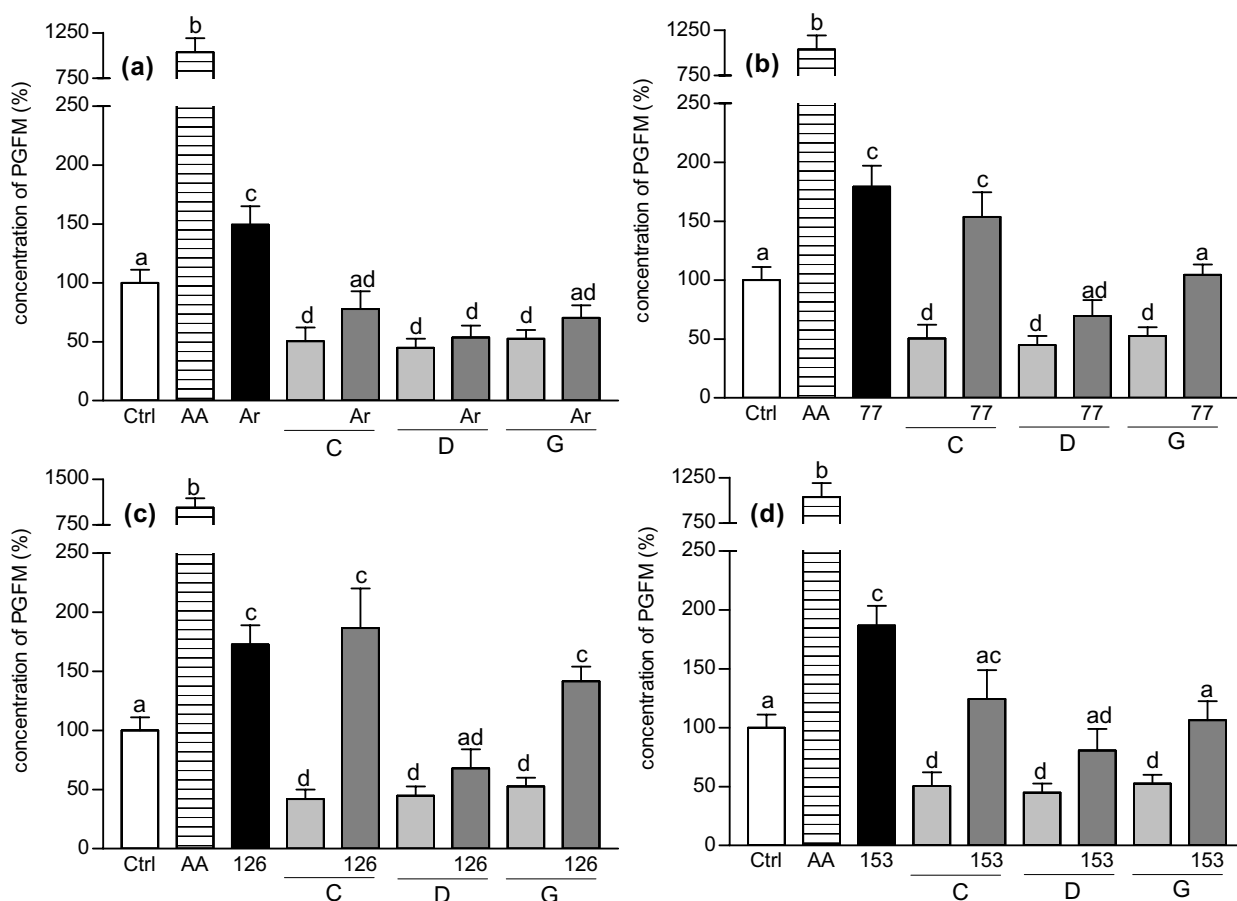 concentration of PGFM (%)
1250
750
250
200
150
100
50
0
(a)
a
b
c
d
ad
d
d
d
ad
Ctrl AA Ar Ar Ar Ar
C D G
concentration of PGFM (%)
1250
750
250
200
150
100
50
0
(b)
a
b
c
d
c
d
ad
d
a
Ctrl AA 77 77 77 77
C D G
concentration of PGFM (%)
1500
750
250
200
150
100
50
0
(c)
a
b
c
d
c
d
ad
d
c
Ctrl AA 126 126 126 126
C D G
concentration of PGFM (%)
1250
750
250
200
150
100
50
0
(d)
a
b
c
d
ac
d
ad
d
a
Ctrl AA 153 153 153 153
C D G